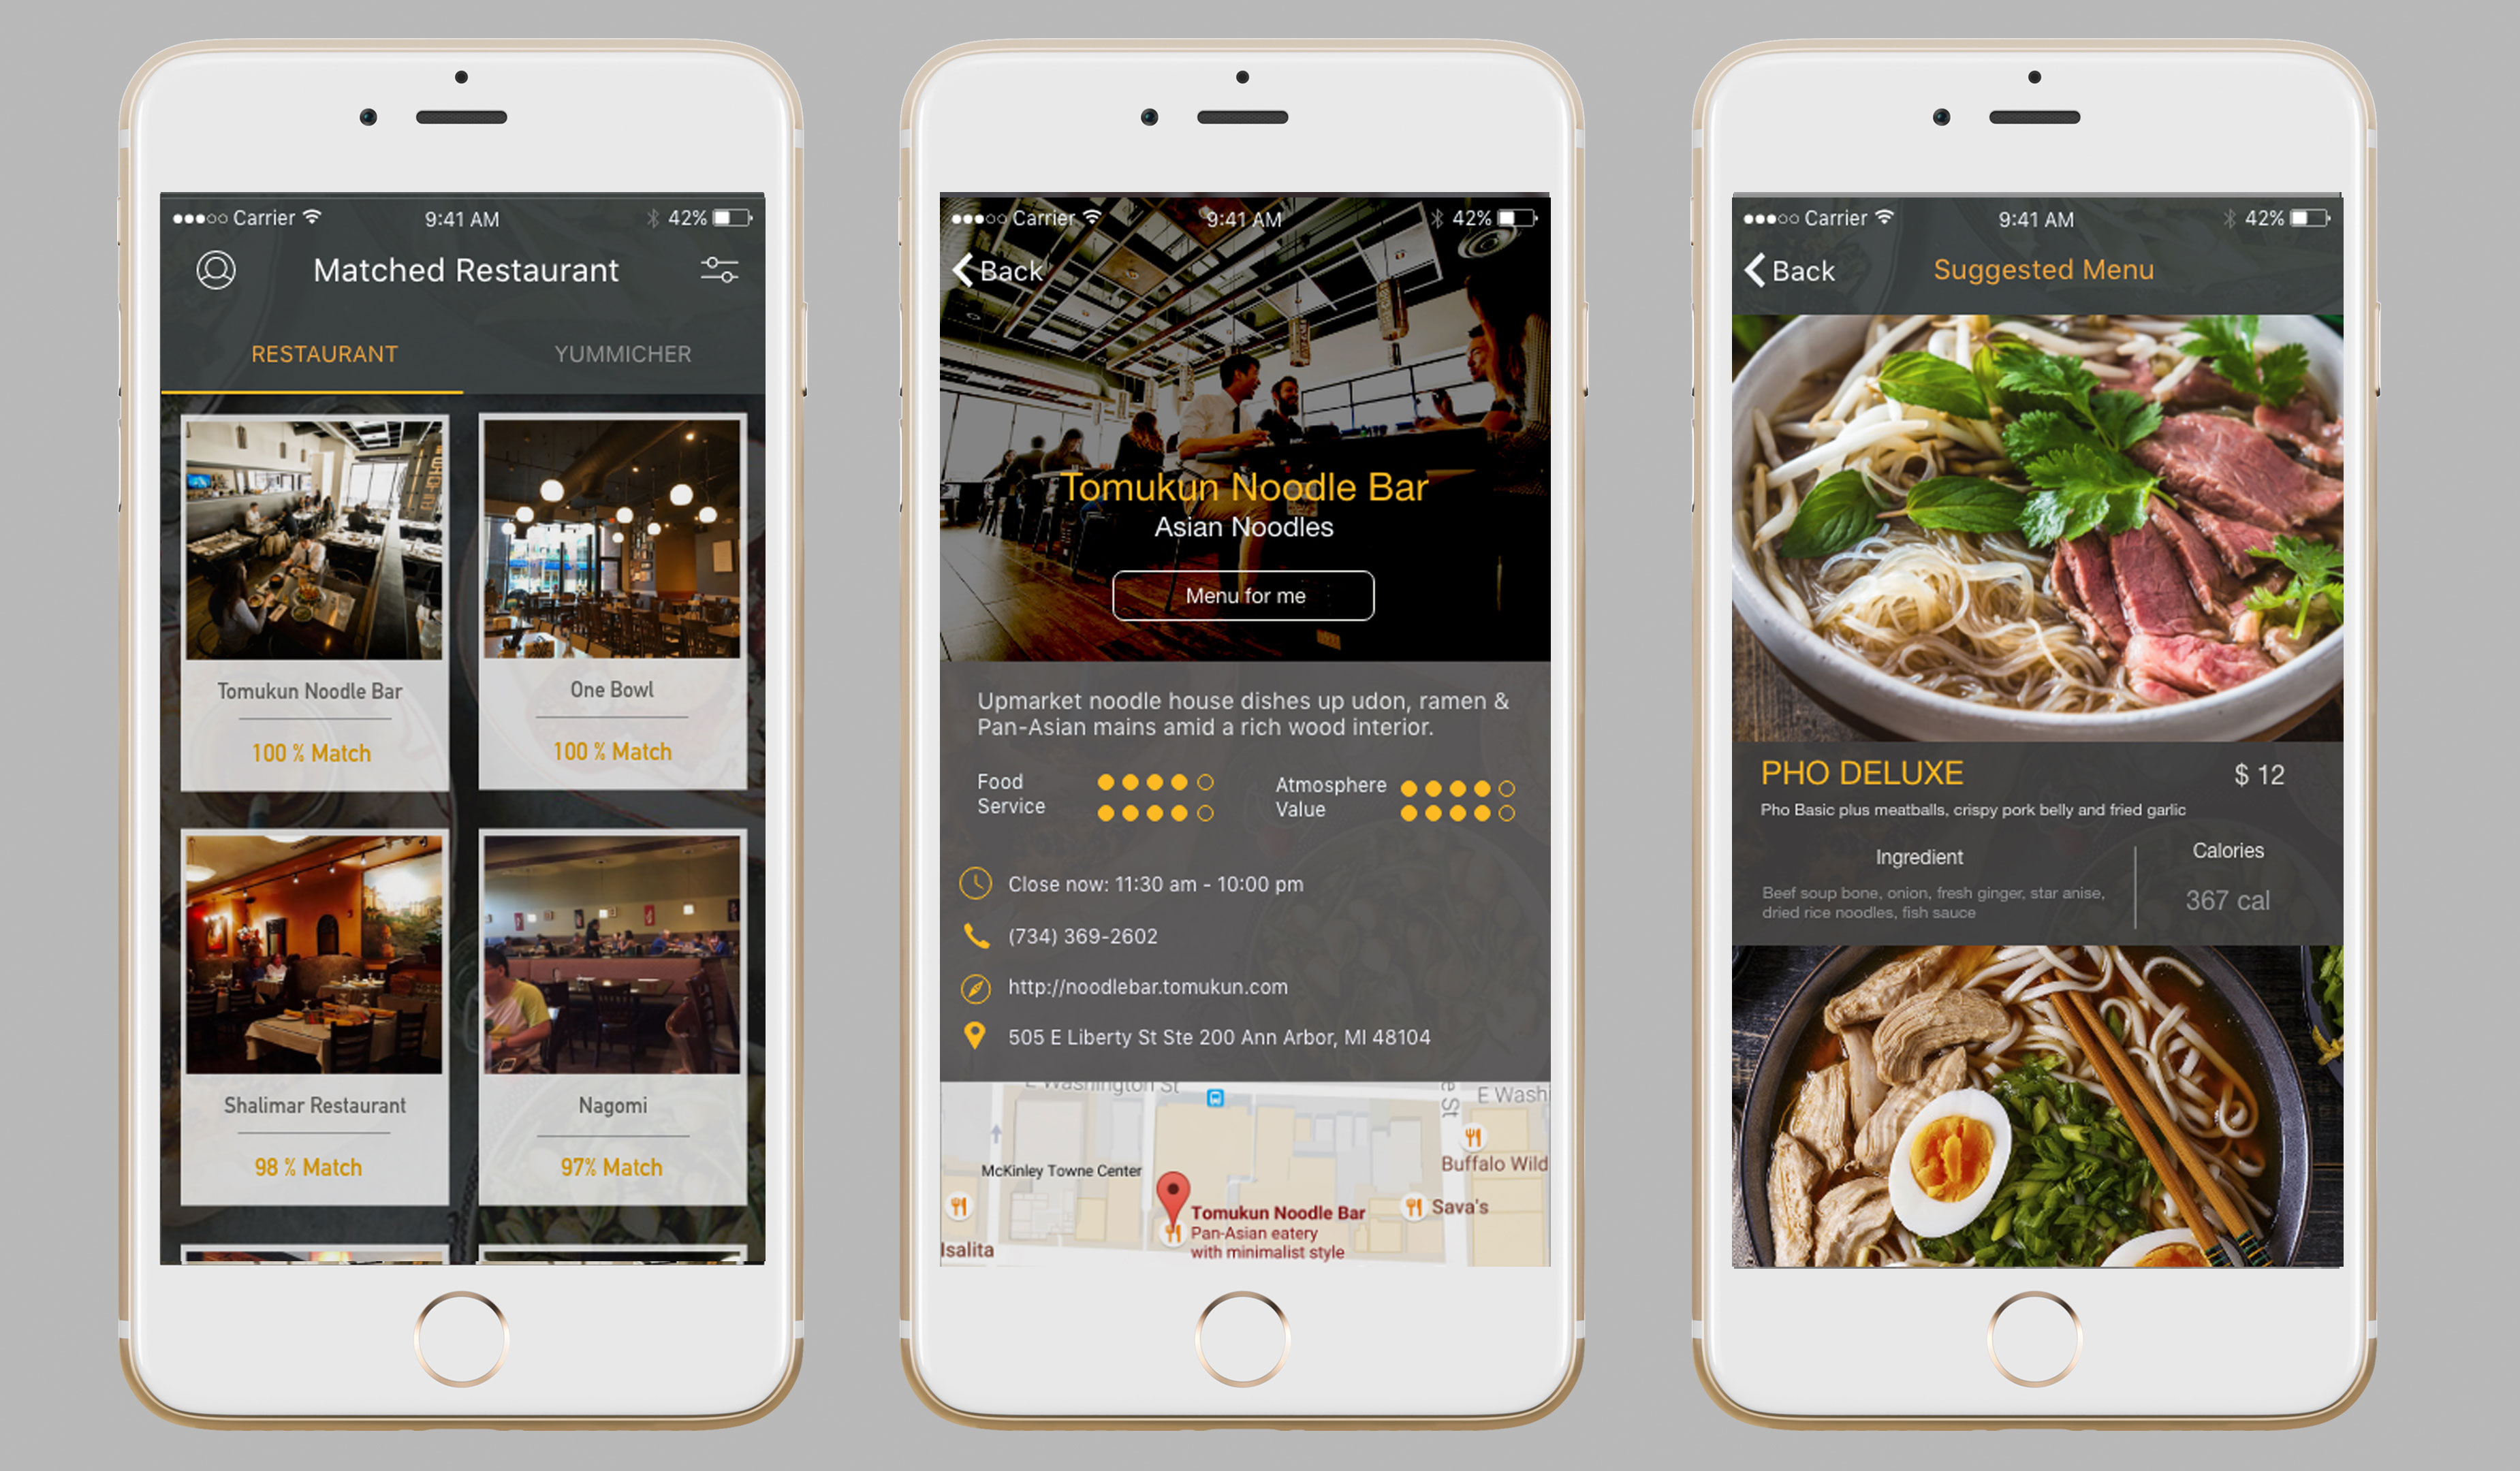 Carrier 9:41 AM 42%
Matched Restaurant
RESTAURANT YUMMICHER
Tomukun Noodle Bar
100 % Match
One Bowl
100 % Match
Shalimar Restaurant
98 % Match
Nagomi
97% Match
Carrier 9:41 AM 42%
Back
Tomukun Noodle Bar
Asian Noodles
Menu for me
Upmarket noodle house dishes up udon, ramen &
Pan-Asian mains amid a rich wood interior.
Food
Service
Atmosphere
Value
Close now: 11:30 am - 10:00 pm
(734) 369-2602
http://noodlebar.tomukun.com
505 E Liberty St Ste 200 Ann Arbor, MI 48104
E Washington St
e St
E Wash
McKinley Towne Center
Buffalo Wild
Sava's
Tomukun Noodle Bar
Pan-Asian eatery
with minimalist style
Isalita
Carrier 9:41 AM 42%
Back
Suggested Menu
PHO DELUXE
$ 12
Pho Basic plus meatballs, crispy pork belly and fried garlic
Ingredient
Beef soup bone, onion, fresh ginger, star anise,
dried rice noodles, fish sauce
Calories
367 cal